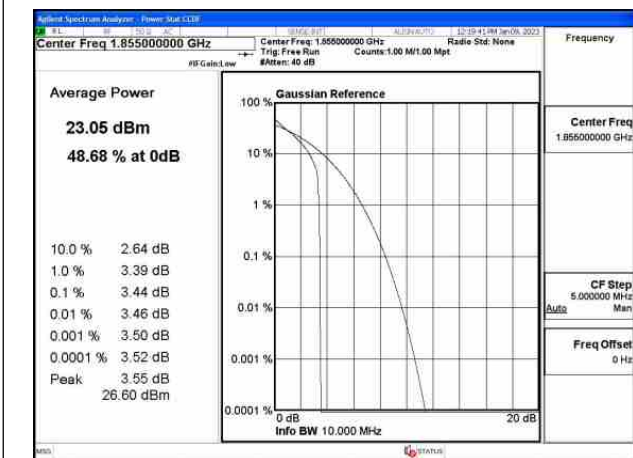 Agilent Spectrum Analyzer - Power Stat CCDF
RL 50 Ω AC SENSE:INT ALIGN AUTO 12:19:41 PM Jan 09, 2023
Center Freq 1.855000000 GHz
Center Freq: 1.855000000 GHz Radio Std: None
Trig: Free Run Counts:1.00 M/1.00 Mpt
#IFGain:Low #Atten: 40 dB
Frequency
Average Power
23.05 dBm
48.68 % at 0dB
10.0 % 2.64 dB
1.0 % 3.39 dB
0.1 % 3.44 dB
0.01 % 3.46 dB
0.001 % 3.50 dB
0.0001 % 3.52 dB
Peak 3.55 dB
26.60 dBm
Gaussian Reference
100 %
10 %
1 %
0.1 %
0.01 %
0.001 %
0.0001 %
0 dB 20 dB
Info BW 10.000 MHz
Center Freq
1.855000000 GHz
CF Step
5.000000 MHz
Auto Man
Freq Offset
0 Hz
MSG STATUS